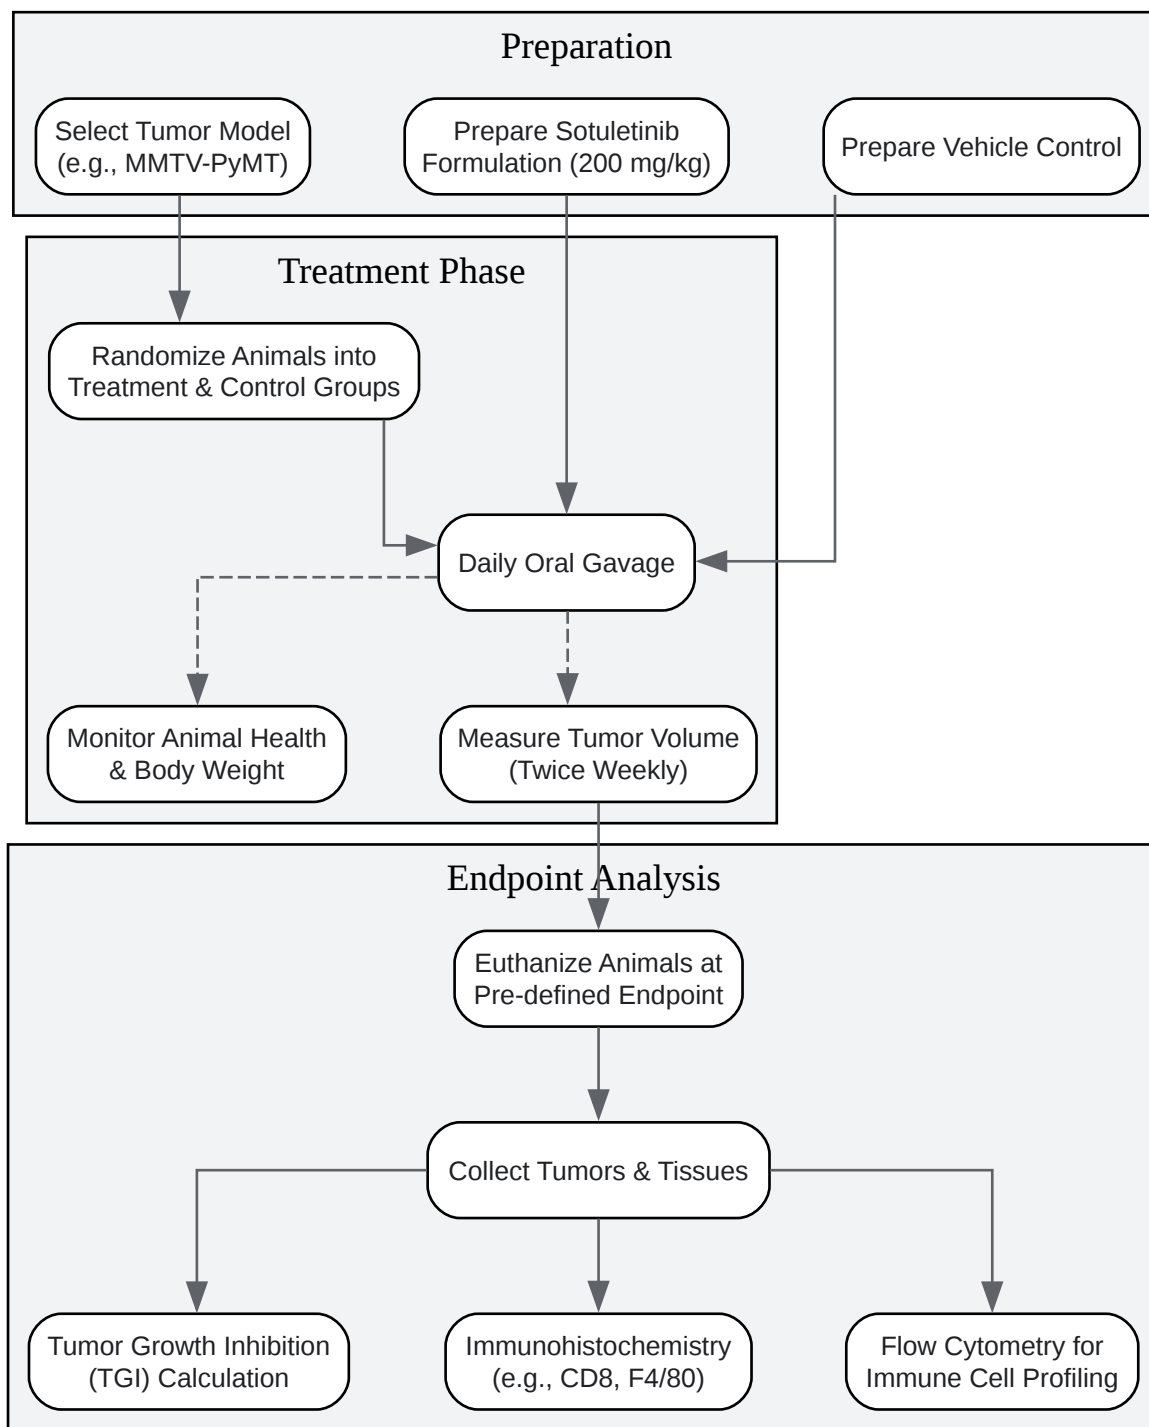 Preparation
Select Tumor Model
(e.g., MMTV-PyMT)
Prepare Sotuletinib
Formulation (200 mg/kg)
Prepare Vehicle Control
Treatment Phase
Randomize Animals into
Treatment & Control Groups
Daily Oral Gavage
Monitor Animal Health
& Body Weight
Measure Tumor Volume
(Twice Weekly)
Endpoint Analysis
Euthanize Animals at
Pre-defined Endpoint
Collect Tumors & Tissues
Tumor Growth Inhibition
(TGI) Calculation
Immunohistochemistry
(e.g., CD8, F4/80)
Flow Cytometry for
Immune Cell Profiling